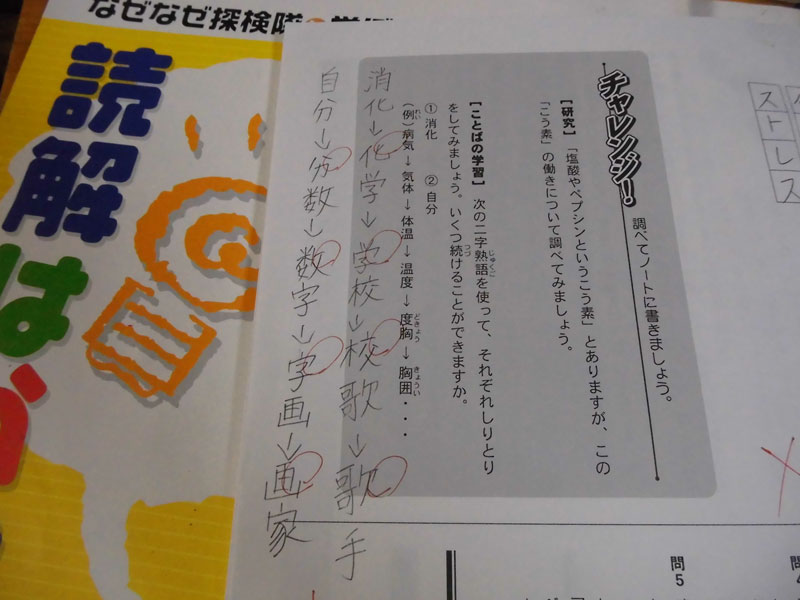 なぜなぜ探検隊
読解は
チャレンジ!
調べてノートに書きましょう。
【研究】「塩酸やペプシンというこう素」とありますが、この
「こう素」の働きについて調べてみましょう。
【ことばの学習】次の二字熟語を使って、それぞれしりとり
をしてみましょう。いくつ続けることができますか。
①消化 ②自分
(例)病気→気体→体温→温度→度胸→胸囲・・・
消化→化学→学校→校歌→歌手
自分→分数→数字→字画→画家
ストレス
問5